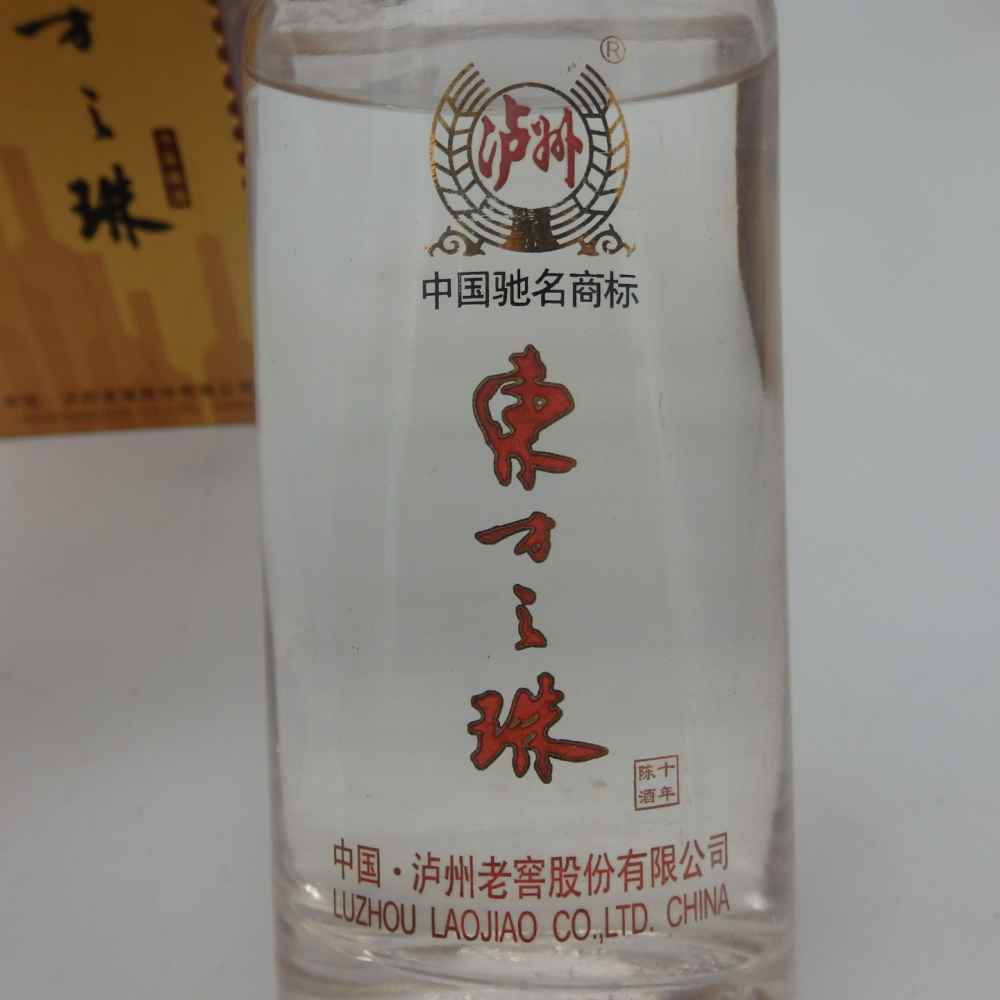 ®
泸州
中国驰名商标
東方之珠
十年
陈酒
中国·泸州老窖股份有限公司
LUZHOU LAOJIAO CO.,LTD. CHINA
方之珠